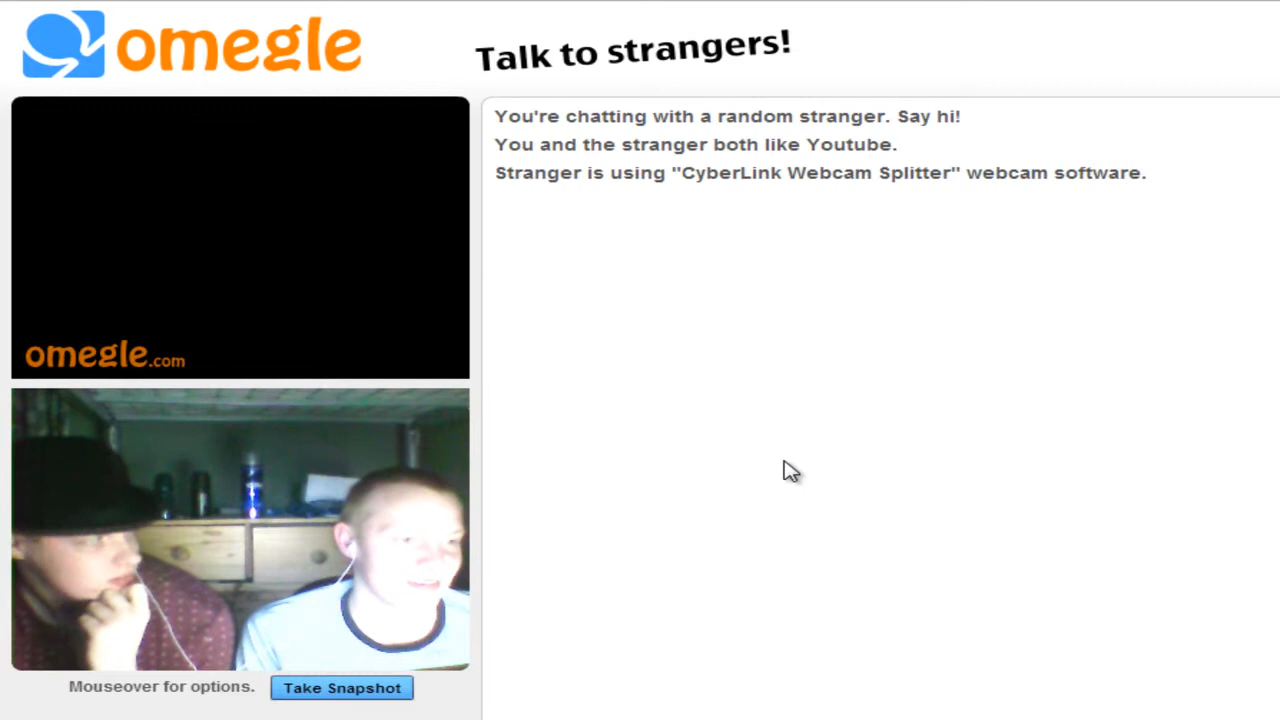 omegle
Talk to strangers!
You're chatting with a random stranger. Say hi!
You and the stranger both like Youtube.
Stranger is using "CyberLink Webcam Splitter" webcam software.
omegle.com
Mouseover for options.
Take Snapshot